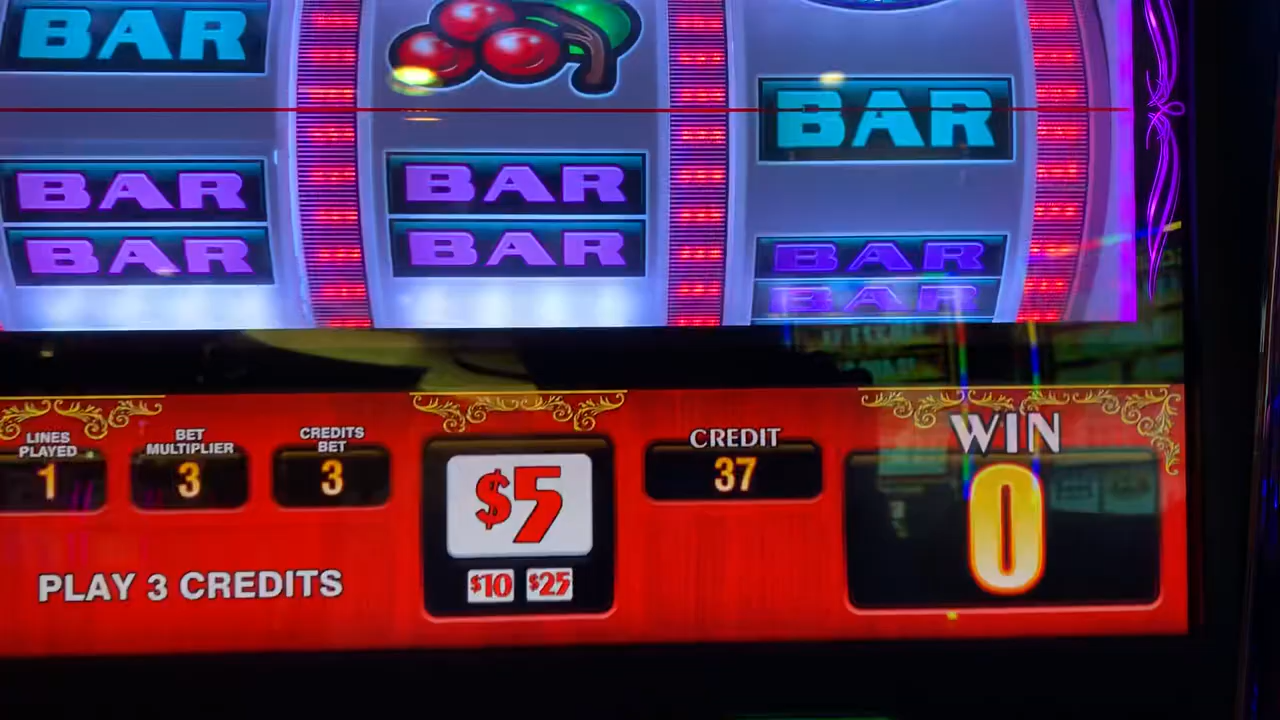 BAR
BAR
BAR
BAR
BAR
BAR
BAR
BAR
LINES
PLAYED
1
BET
MULTIPLIER
3
CREDITS
BET
3
$5
$10 $25
CREDIT
37
WIN
0
PLAY 3 CREDITS